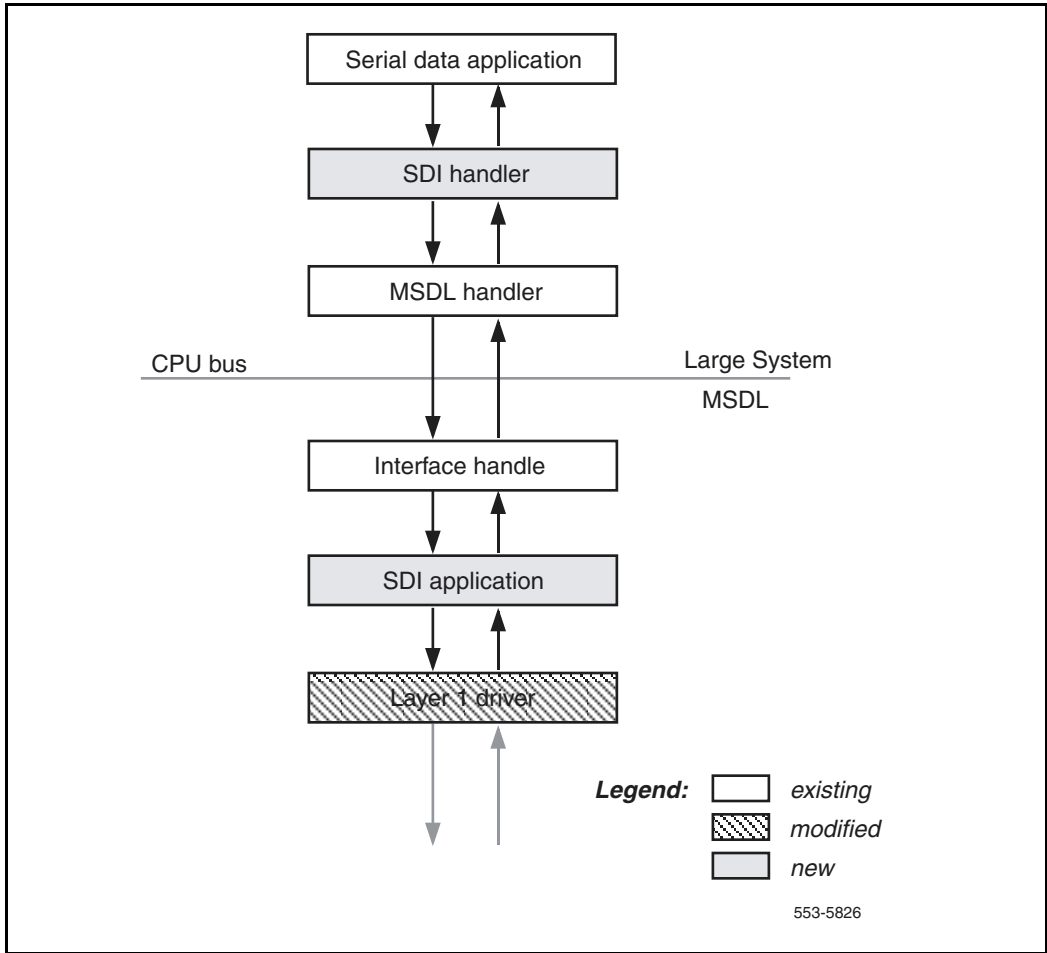 Serial data application
SDI handler
MSDL handler
CPU bus
Large System
MSDL
Interface handle
SDI application
Layer 1 driver
Legend:
existing
modified
new
553-5826